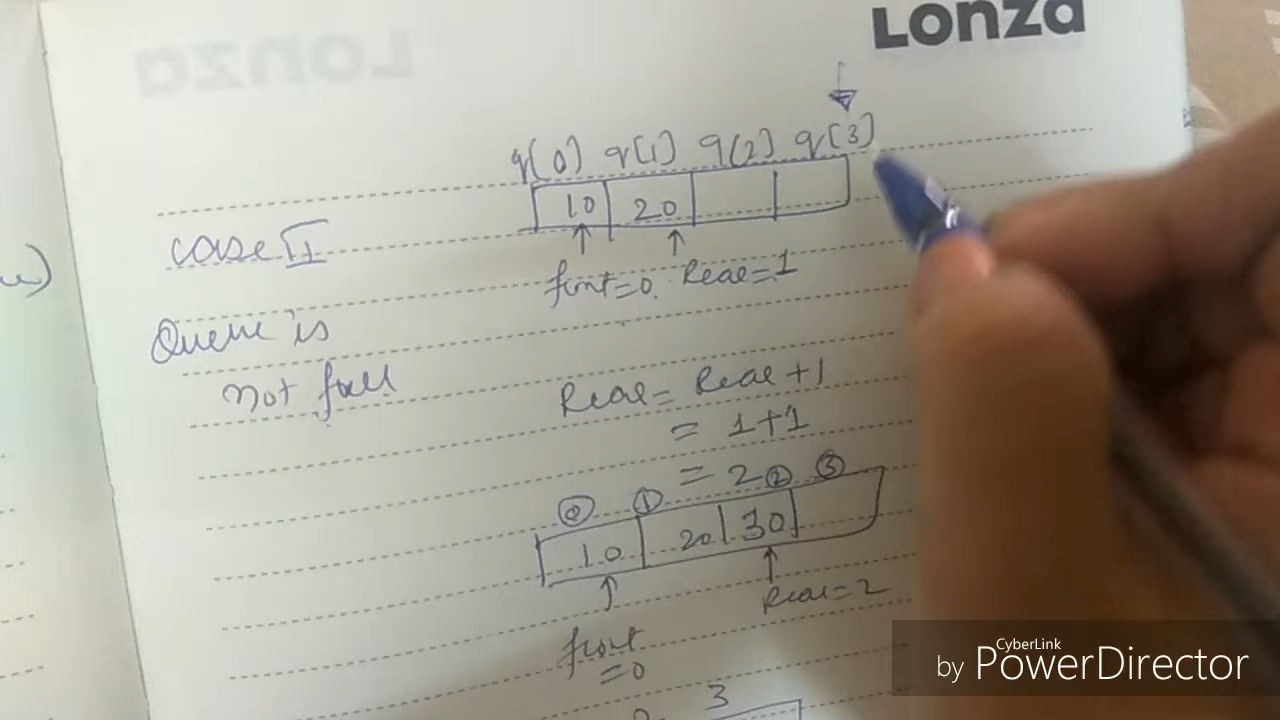 Lonza
q[0] q[1] q[2] q[3]
10 20
Case II
front=0. Rear=1
Queue is
not full
Rear= Rear+1
= 1+1
= 2
0 1 2 3
10 20 30
Rear=2
front
=0
3
CyberLink
by PowerDirector